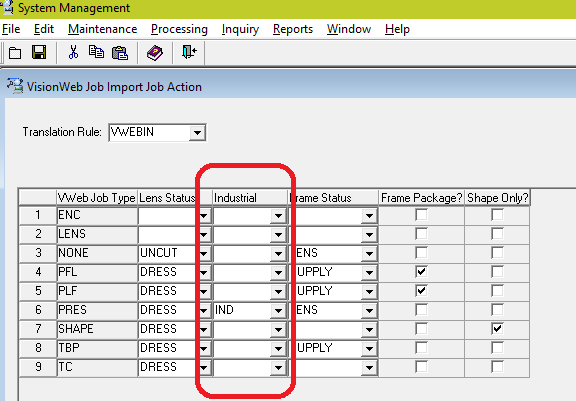 System Management
File Edit Maintenance Processing Inquiry Reports Window Help
VisionWeb Job Import Job Action
Translation Rule: VWEBIN
VWeb Job Type Lens Status Industrial Frame Status Frame Package? Shape Only?
1 ENC
2 LENS
3 NONE UNCUT ENS
4 PFL DRESS UPPLY
5 PLF DRESS UPPLY
6 PRES DRESS IND ENS
7 SHAPE DRESS
8 TBP DRESS UPPLY
9 TC DRESS